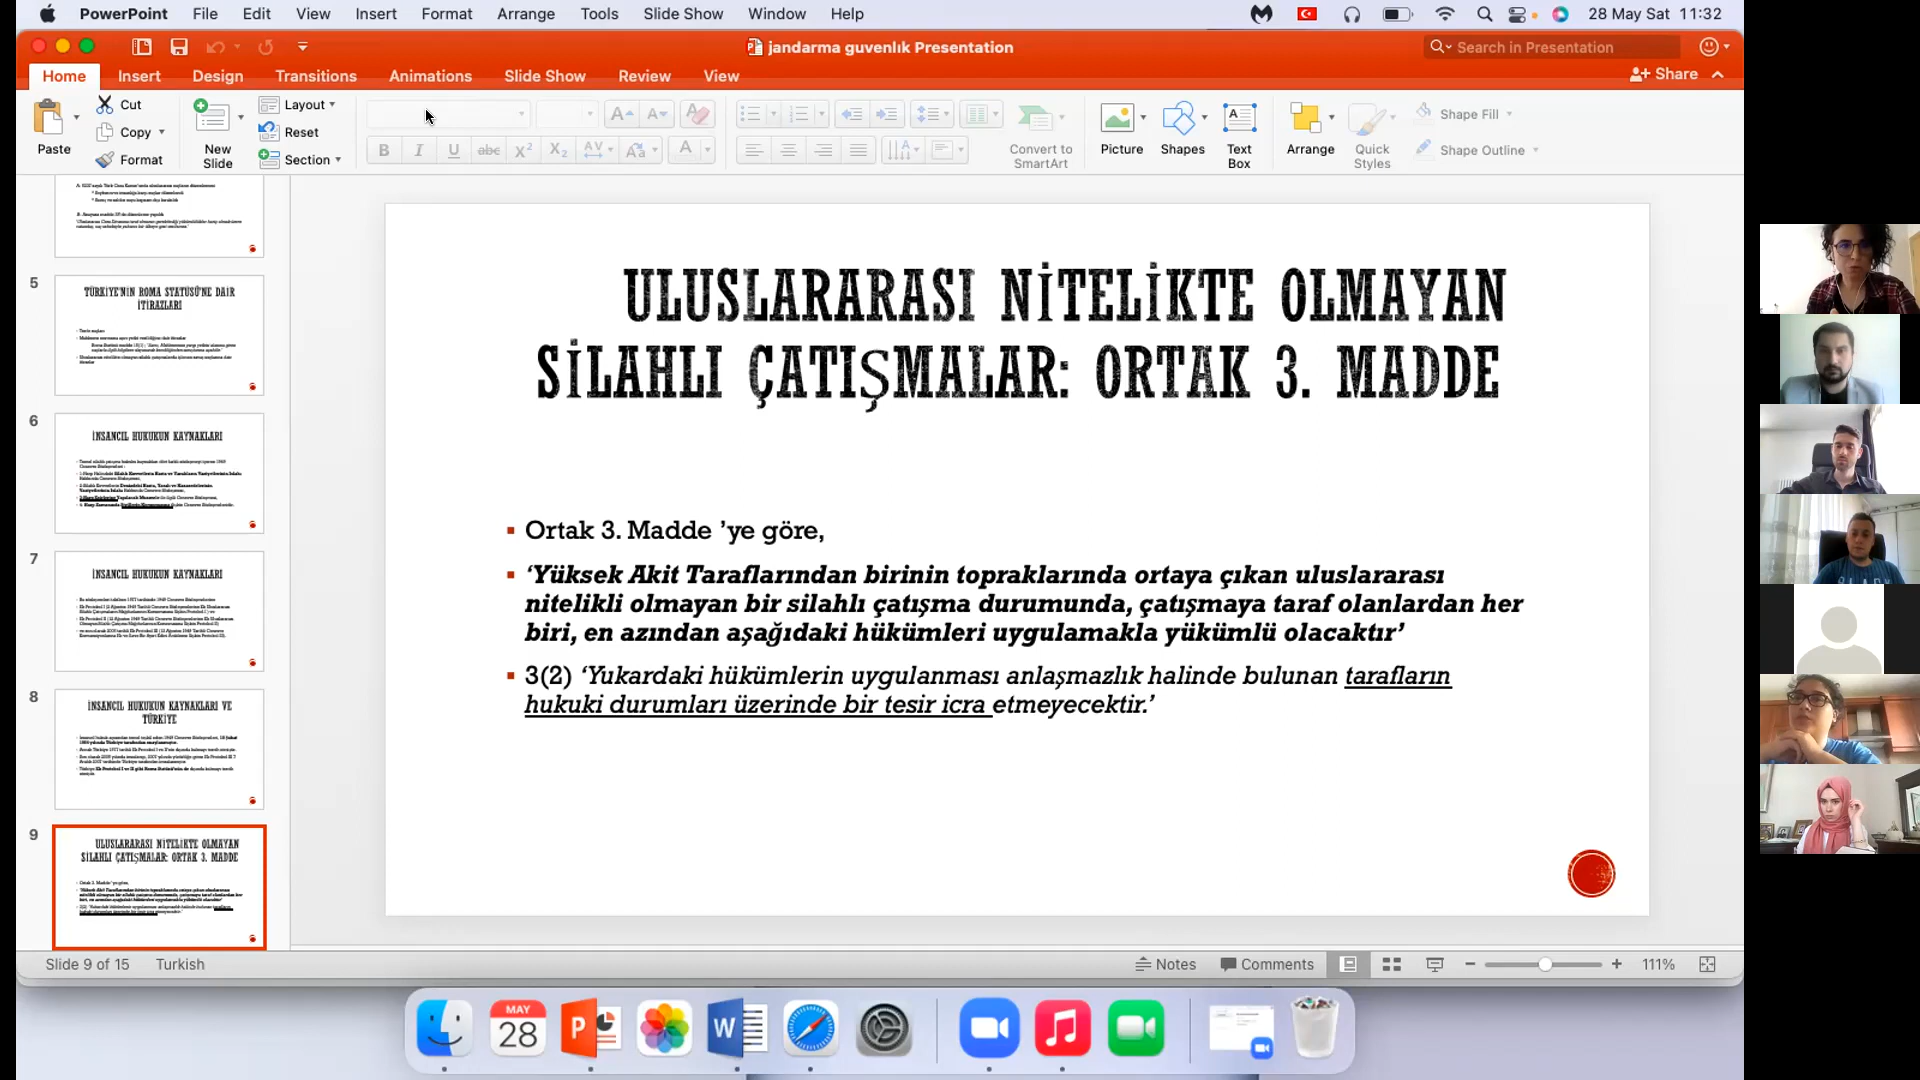 PowerPoint File Edit View Insert Format Arrange Tools Slide Show Window Help 28 May Sat 11:32
jandarma guvenlık Presentation
Search in Presentation
Home Insert Design Transitions Animations Slide Show Review View
Share
Paste
Cut
Copy
Format
New
Slide
Layout
Reset
Section
Convert to
SmartArt
Picture
Shapes
Text
Box
Arrange
Quick
Styles
Shape Fill
Shape Outline
5
TÜRKİYE'NİN ROMA STATÜSÜ'NE DAİR
İTİRAZLARI
6
İNSANCIL HUKUKUN KAYNAKLARI
7
İNSANCIL HUKUKUN KAYNAKLARI
8
İNSANCIL HUKUKUN KAYNAKLARI VE
TÜRKİYE
9
ULUSLARARASI NİTELİKTE OLMAYAN
SİLAHLI ÇATIŞMALAR: ORTAK 3. MADDE
ULUSLARARASI NİTELİKTE OLMAYAN
SİLAHLI ÇATIŞMALAR: ORTAK 3. MADDE
Ortak 3. Madde ’ye göre,
‘Yüksek Akit Taraflarından birinin topraklarında ortaya çıkan uluslararası
nitelikli olmayan bir silahlı çatışma durumunda, çatışmaya taraf olanlardan her
biri, en azından aşağıdaki hükümleri uygulamakla yükümlü olacaktır’
3(2) ‘Yukardaki hükümlerin uygulanması anlaşmazlık halinde bulunan tarafların
hukuki durumları üzerinde bir tesir icra etmeyecektir.’
Slide 9 of 15 Turkish
Notes Comments 111%
MAY
28